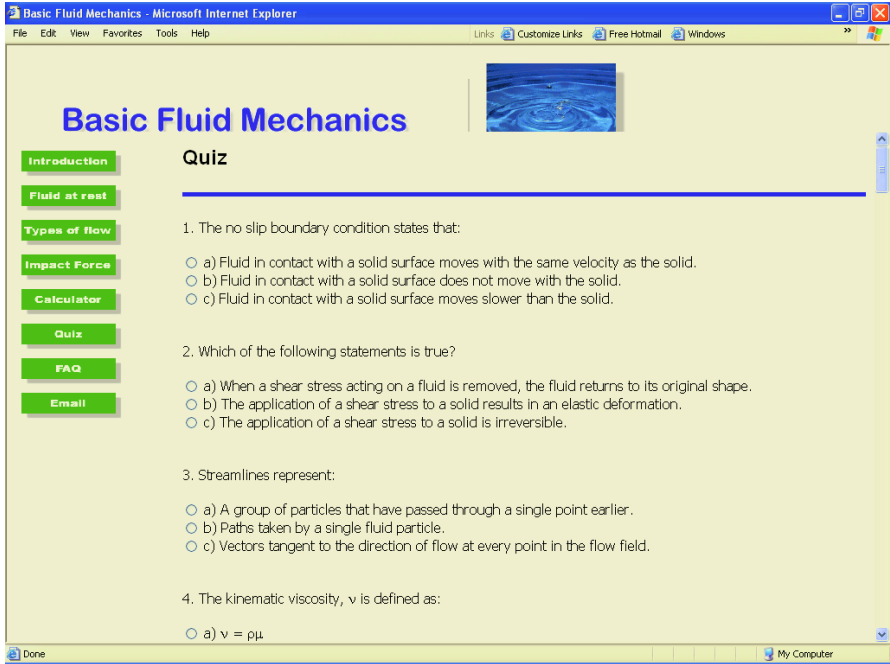 Basic Fluid Mechanics - Microsoft Internet Explorer
File Edit View Favorites Tools Help Links Customize Links Free Hotmail Windows »
Basic Fluid Mechanics
Introduction
Fluid at rest
Types of flow
Impact Force
Calculator
Quiz
FAQ
Email
Quiz
1. The no slip boundary condition states that:
a) Fluid in contact with a solid surface moves with the same velocity as the solid.
b) Fluid in contact with a solid surface does not move with the solid.
c) Fluid in contact with a solid surface moves slower than the solid.
2. Which of the following statements is true?
a) When a shear stress acting on a fluid is removed, the fluid returns to its original shape.
b) The application of a shear stress to a solid results in an elastic deformation.
c) The application of a shear stress to a solid is irreversible.
3. Streamlines represent:
a) A group of particles that have passed through a single point earlier.
b) Paths taken by a single fluid particle.
c) Vectors tangent to the direction of flow at every point in the flow field.
4. The kinematic viscosity, ν is defined as:
a) ν = ρμ
Done My Computer